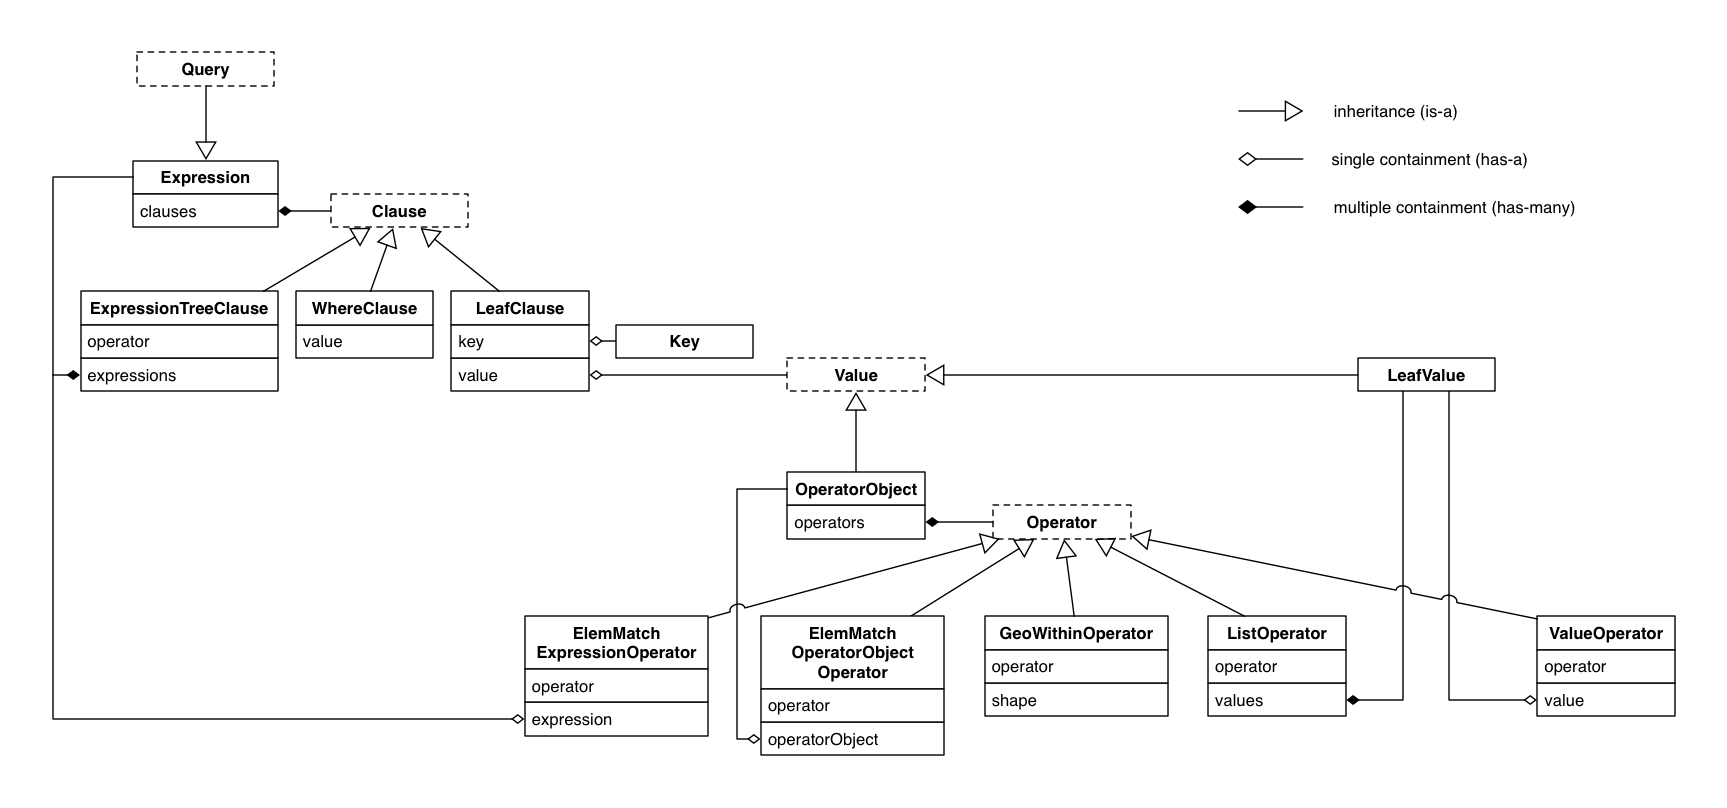 Query
inheritance (is-a)
single containment (has-a)
multiple containment (has-many)
Expression
clauses
Clause
ExpressionTreeClause
operator
expressions
WhereClause
value
LeafClause
key
value
Key
Value
LeafValue
OperatorObject
operators
Operator
ElemMatch
ExpressionOperator
operator
expression
ElemMatch
OperatorObject
Operator
operator
operatorObject
GeoWithinOperator
operator
shape
ListOperator
operator
values
ValueOperator
operator
value